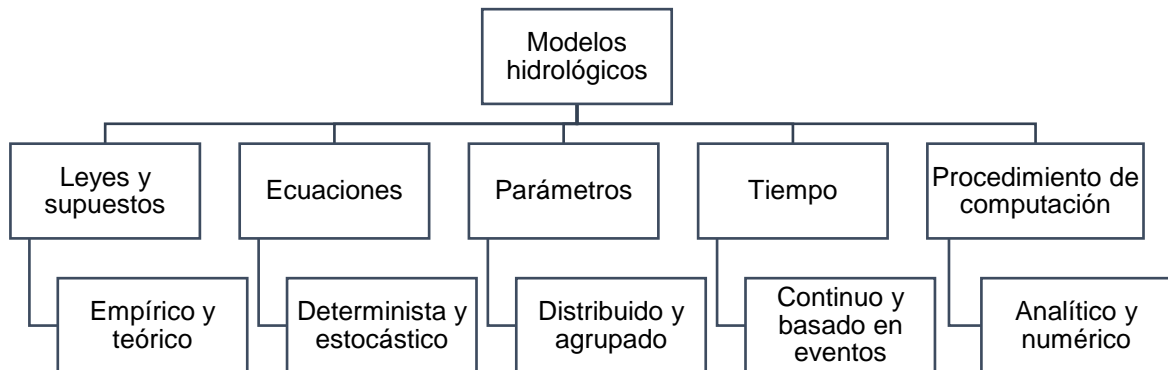 Modelos
hidrológicos
Leyes y
supuestos
Ecuaciones
Parámetros
Tiempo
Procedimiento de
computación
Empírico y
teórico
Determinista y
estocástico
Distribuido y
agrupado
Continuo y
basado en
eventos
Analítico y
numérico